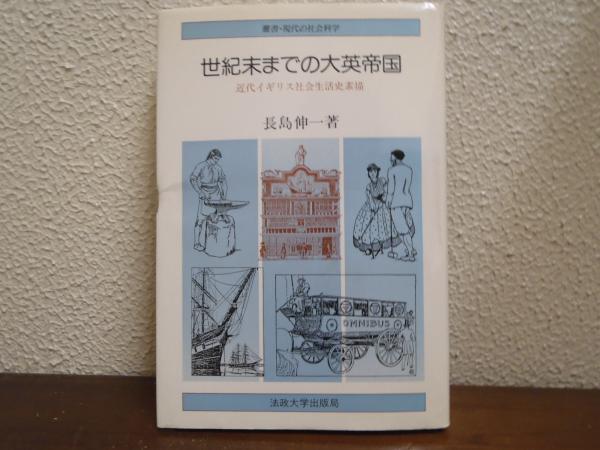 叢書・現代の社会科学
世紀末までの大英帝国
近代イギリス社会生活史素描
長島伸一著
OMNIBUS
法政大学出版局